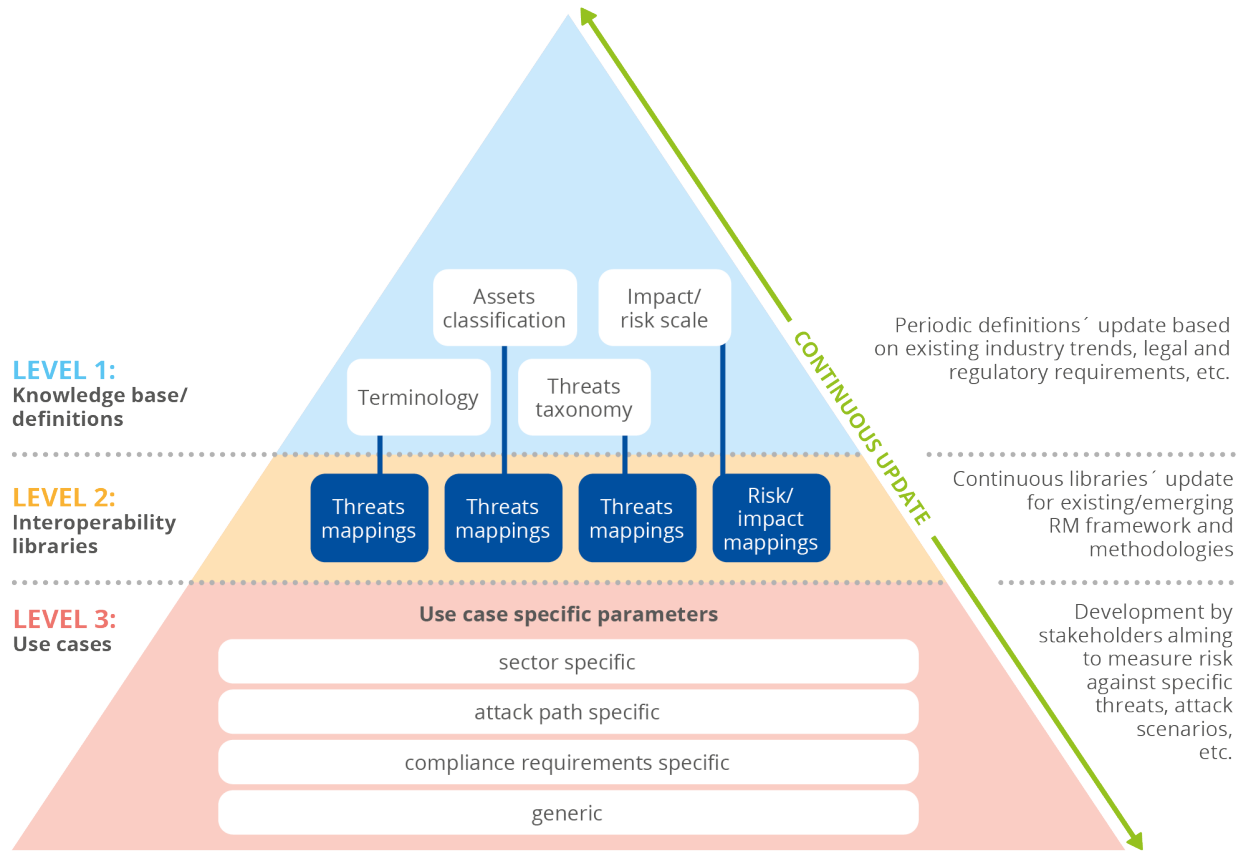 Assets
classification
Impact/
risk scale
Terminology
Threats
taxonomy
LEVEL 1:
Knowledge base/
definitions
CONTINUOUS UPDATE
Periodic definitions´ update based
on existing industry trends, legal and
regulatory requirements, etc.
LEVEL 2:
Interoperability
libraries
Threats
mappings
Threats
mappings
Threats
mappings
Risk/
impact
mappings
Continuous libraries´ update
for existing/emerging
RM framework and
methodologies
LEVEL 3:
Use cases
Use case specific parameters
sector specific
attack path specific
compliance requirements specific
generic
Development by
stakeholders alming
to measure risk
against specific
threats, attack
scenarios,
etc.